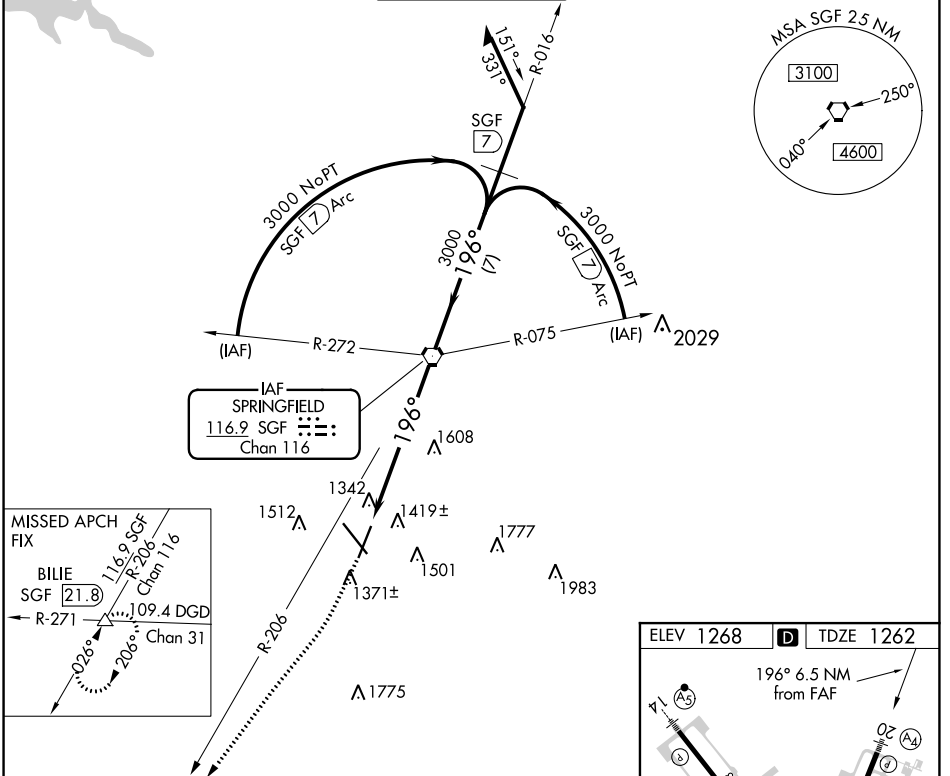 151°
331°
R-016
MSA SGF 25 NM
3100
250°
040°
4600
SGF
7
3000 NoPT
SGF 7 Arc
3000
196°
(7)
3000 NoPT
SGF 7 Arc
(IAF)
R-272
R-075
(IAF)
2029
IAF
SPRINGFIELD
116.9 SGF
Chan 116
196°
1608
1342
1512
1419±
1777
1501
1371±
1983
R-206
1775
MISSED APCH
FIX
116.9 SGF
R-206
Chan 116
BILIE
SGF 21.8
R-271
109.4 DGD
Chan 31
026°
206°
ELEV 1268 D TDZE 1262
196° 6.5 NM
from FAF
A5
14
P
20
A4
P